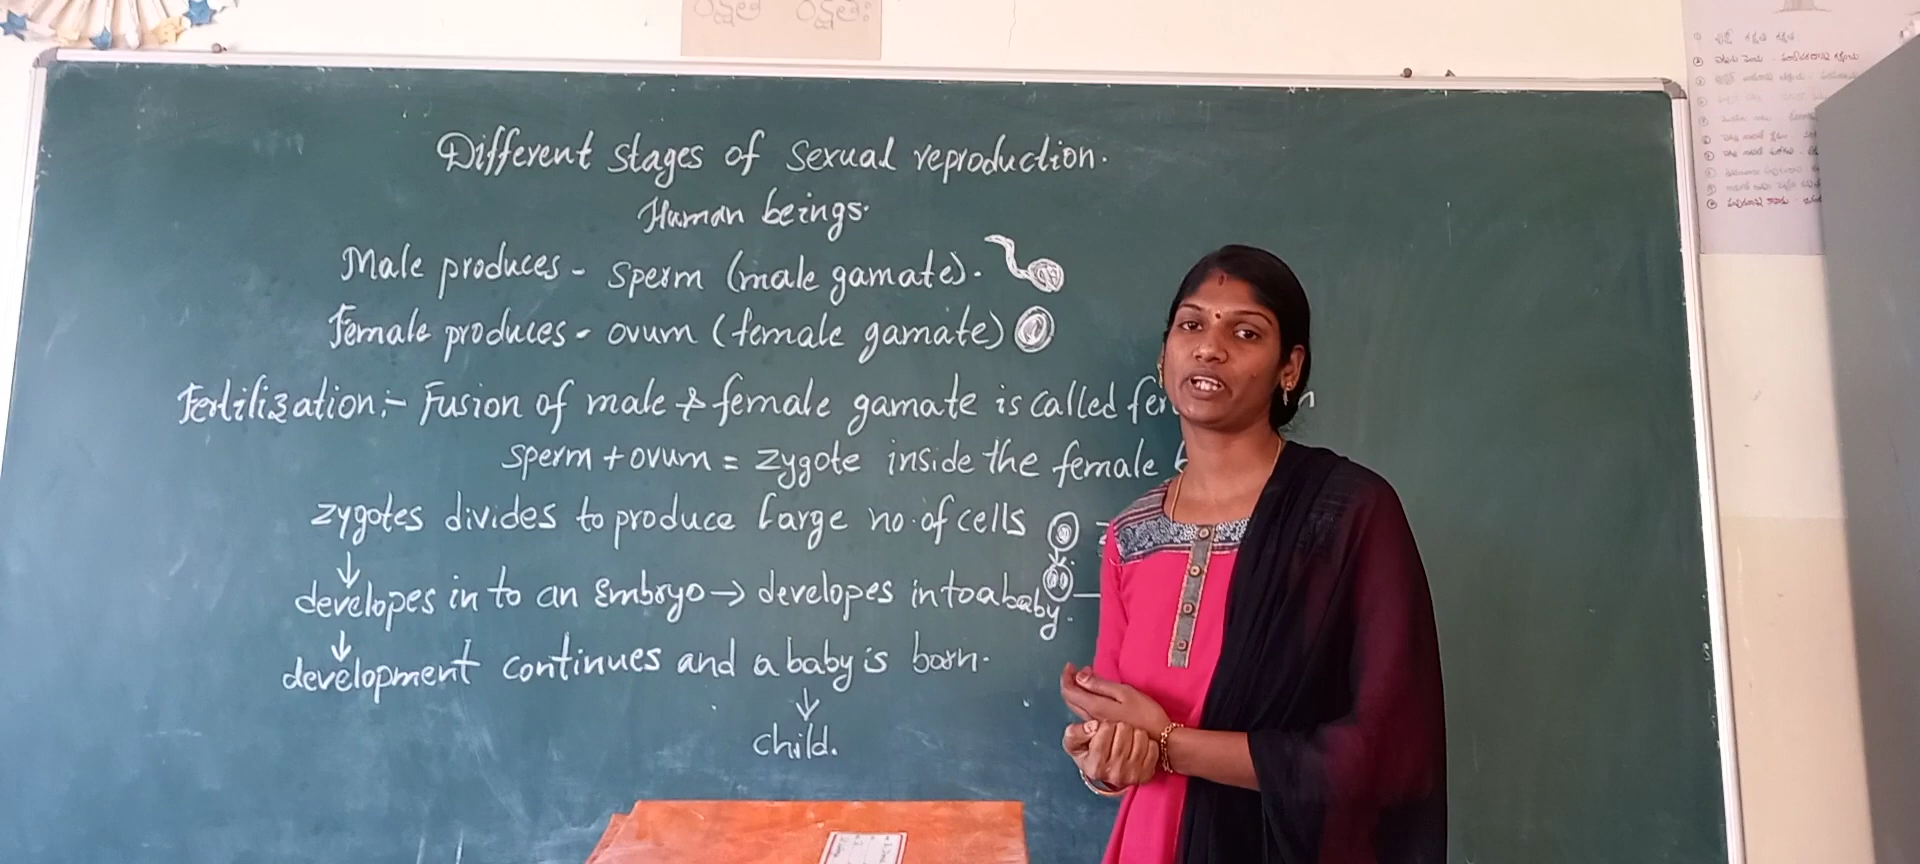 Different stages of sexual reproduction.
Human beings.
Male produces - sperm (male gamate).
Female produces - ovum (female gamate)
Fertilization :- Fusion of male & female gamate is called
sperm + ovum = zygote inside the female
zygotes divides to produce large no. of cells
↓
developes in to an Embryo → developes into a baby.
↓
development continues and a baby is born.
↓
child.